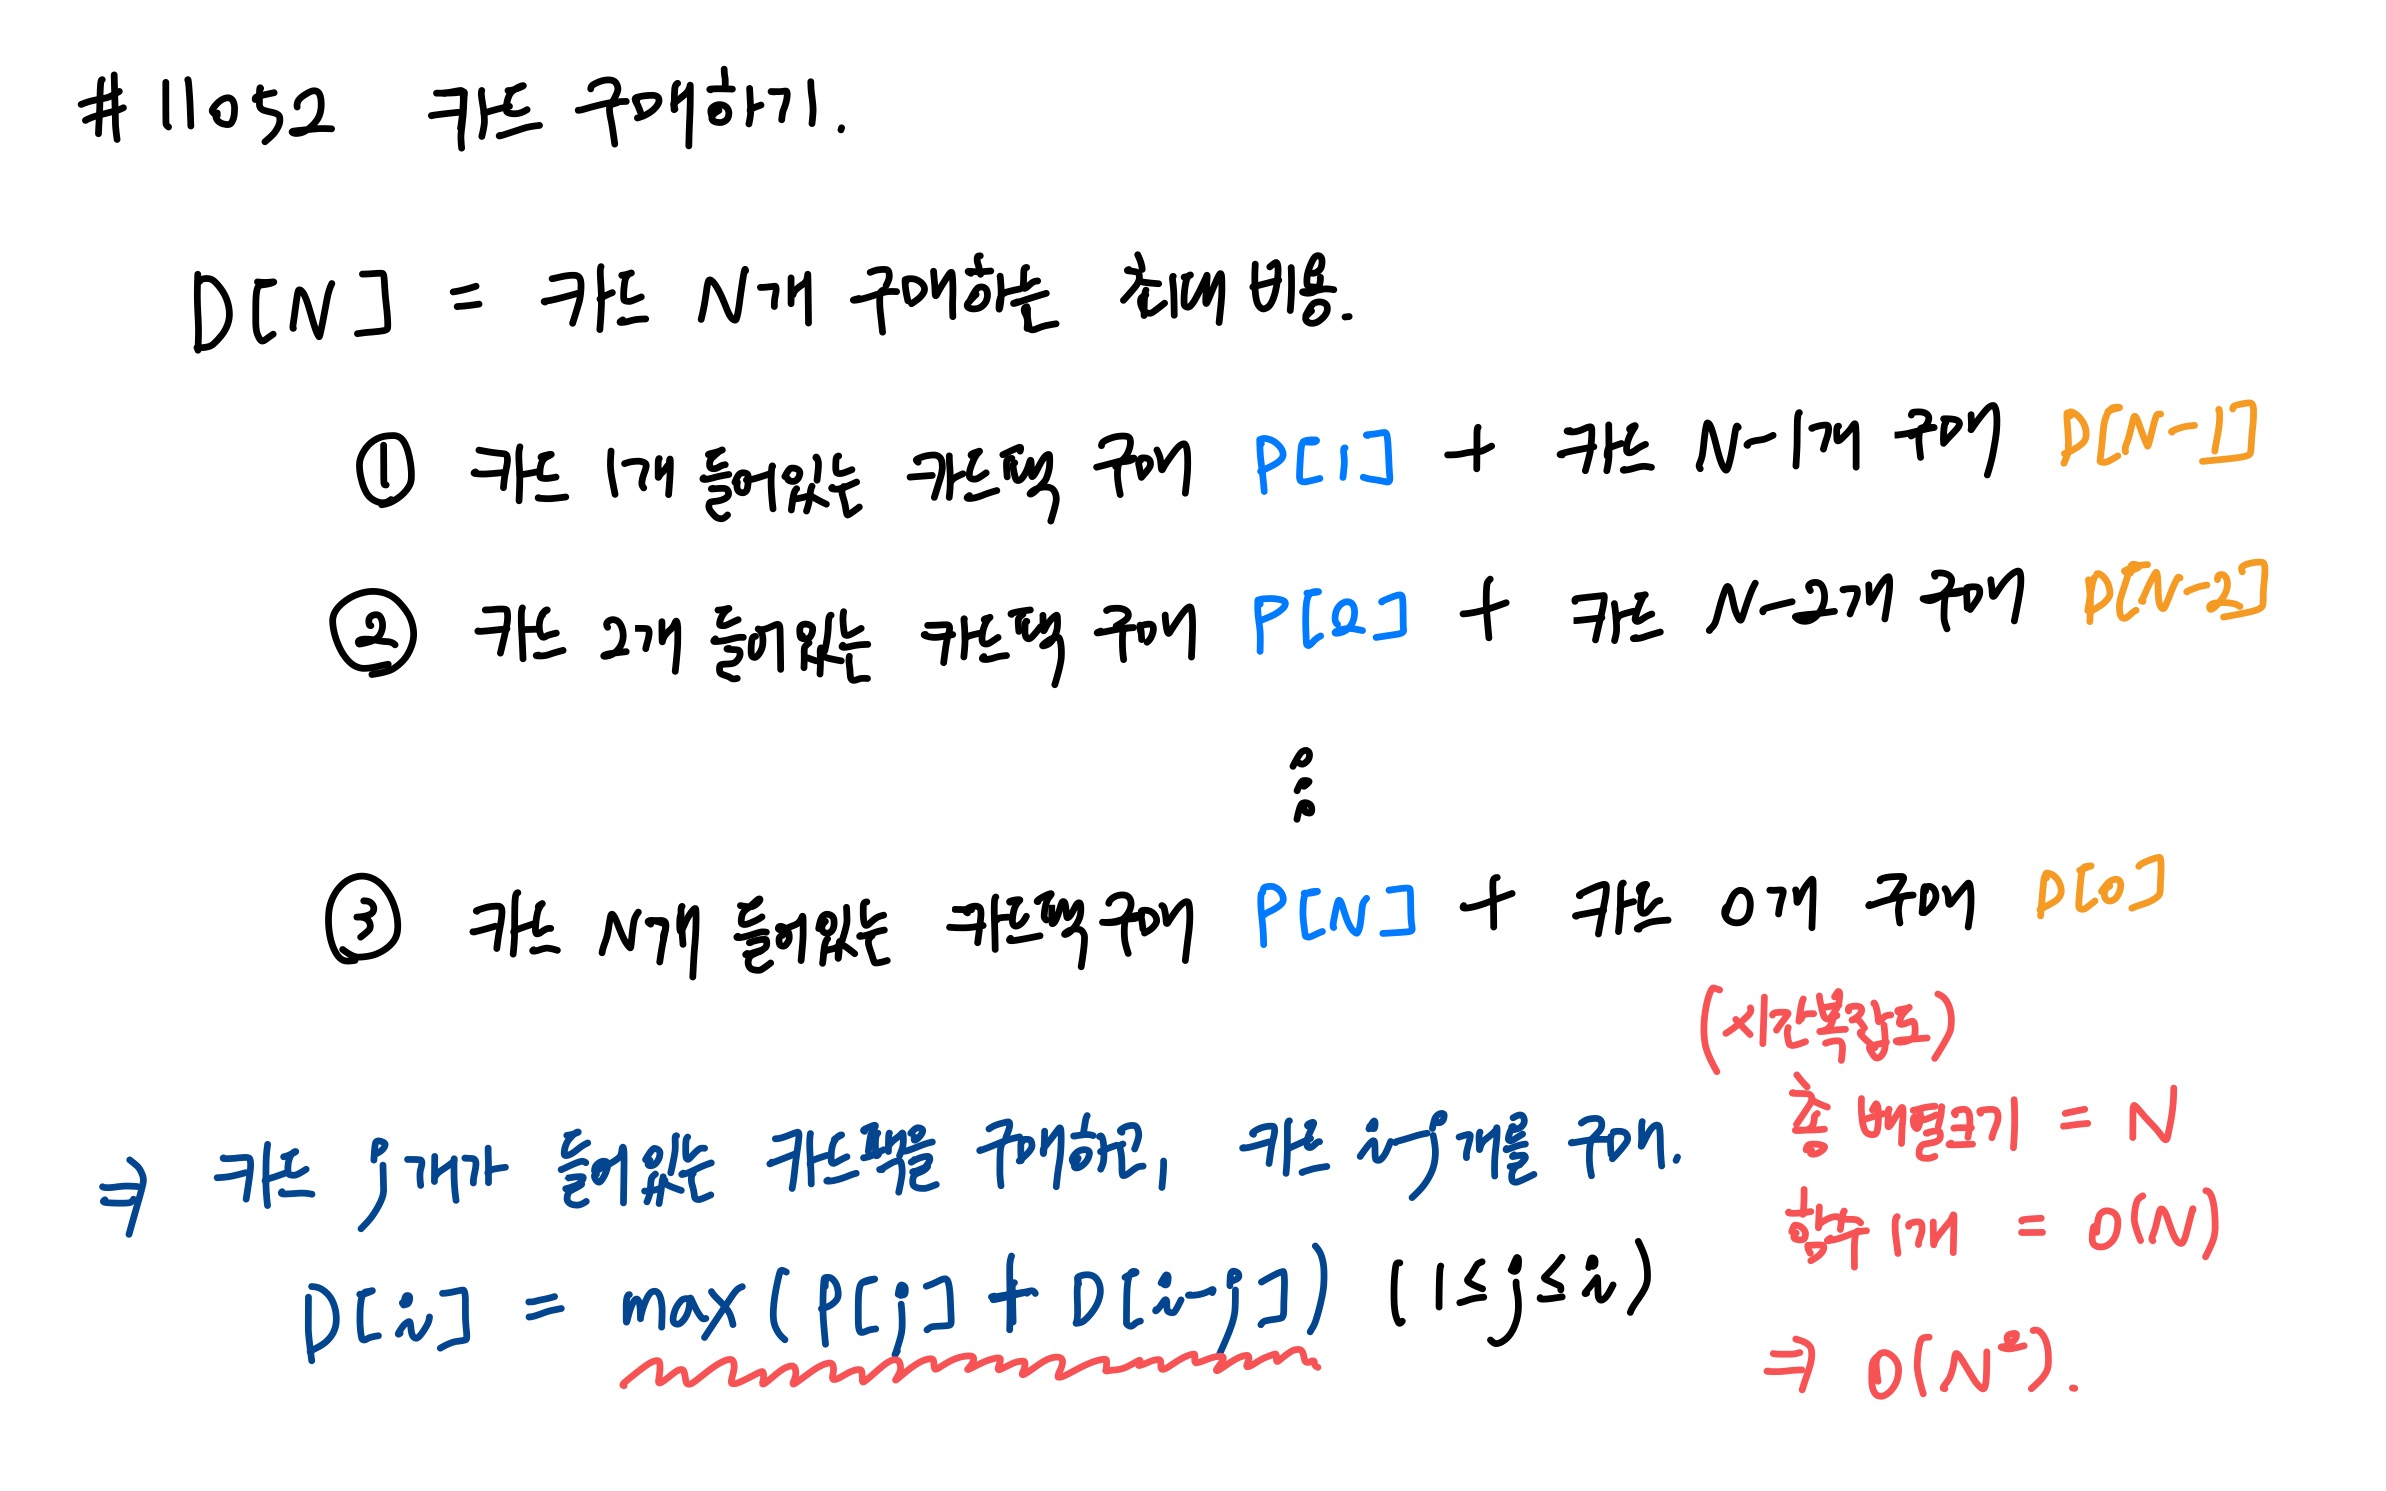 # 11052 카드 구매하기.
D[N] = 카드 N개 구매하는 최대 비용.
① 카드 1개 들어있는 카드팩 구매 P[1] + 카드 N-1개 구매 D[N-1]
② 카드 2개 들어있는 카드팩 구매 P[2] + 카드 N-2개 구매 D[N-2]
⋮
③ 카드 N개 들어있는 카드팩 구매 P[N] + 카드 0개 구매 D[0]
(시간복잡도)
총 배열크기 = N
함수 1개 = O(N)
⇒ O(N²).
⇒ 카드 j개가 들어있는 카드팩을 구매하고, 카드 i-j개를 구매.
D[i] = max(P[j] + D[i-j]) (1≤j≤i)